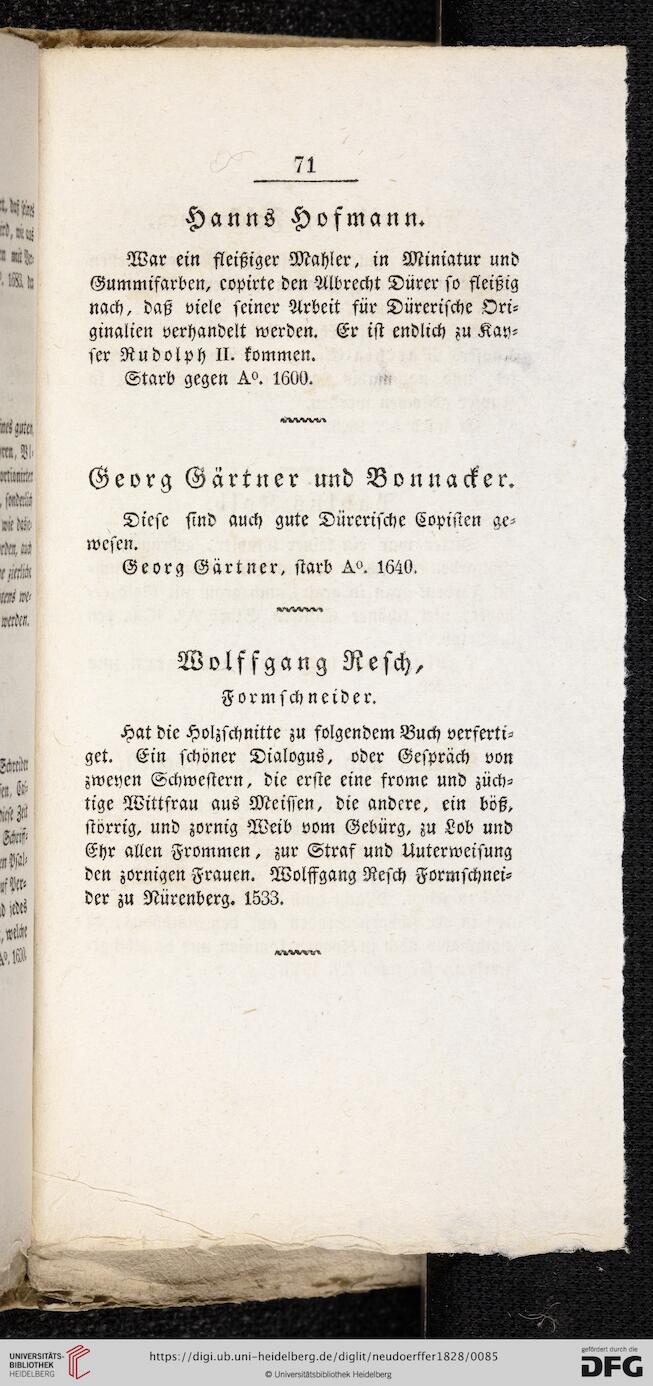 71
Hanns Hofmann.
War ein fleißiger Mahler, in Miniatur und
Gummifarben, copirte den Albrecht Dürer so fleißig
nach, daß viele seiner Arbeit für Dürerische Ori-
ginalien verhandelt werden. Er ist endlich zu Kay-
ser Rudolph II. kommen.
Starb gegen Aº. 1600.
Georg Gärtner und Bonnacker.
Diese sind auch gute Dürerische Copisten ge-
wesen.
Georg Gärtner, starb Aº. 1640.
Wolffgang Resch,
Formschneider.
Hat die Holzschnitte zu folgendem Buch verferti-
get. Ein schöner Dialogus, oder Gespräch von
zweyen Schwestern, die erste eine frome und züch-
tige Wittfrau aus Meissen, die andere, ein böß,
störrig, und zornig Weib vom Gebürg, zu Lob und
Ehr allen Frommen, zur Straf und Uuterweisung
den zornigen Frauen. Wolffgang Resch Formschnei-
der zu Nürenberg. 1533.
UNIVERSITÄTS-
BIBLIOTHEK
HEIDELBERG
https://digi.ub.uni-heidelberg.de/diglit/neudoerffer1828/0085
© Universitätsbibliothek Heidelberg
gefördert durch die
DFG